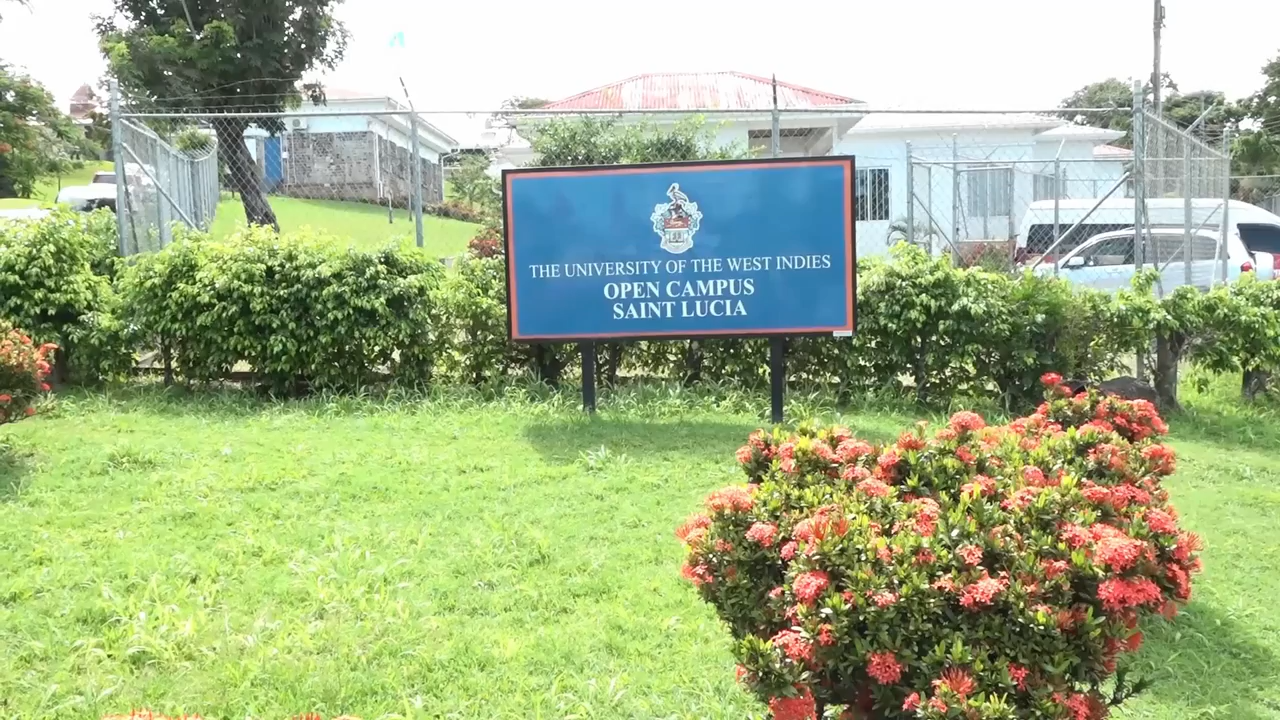 THE UNIVERSITY OF THE WEST INDIES
OPEN CAMPUS
SAINT LUCIA